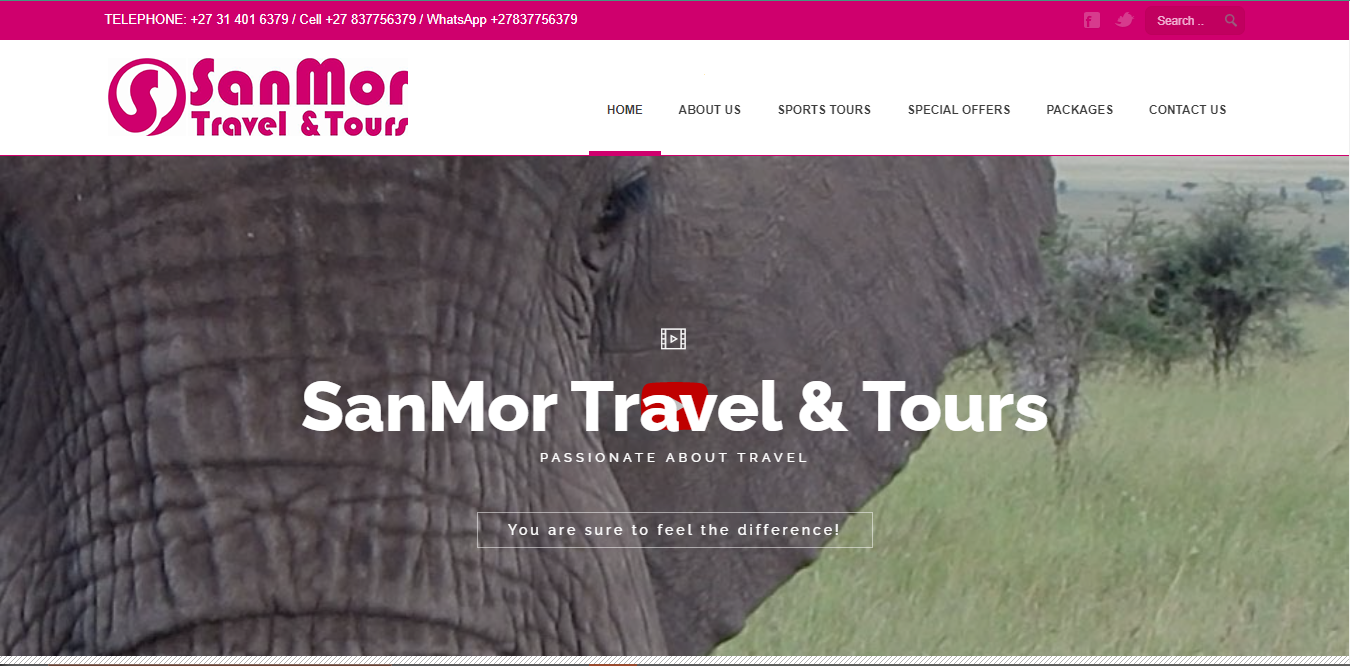 TELEPHONE: +27 31 401 6379 / Cell +27 837756379 / WhatsApp +27837756379
Search ..
SanMor
Travel & Tours
HOME ABOUT US SPORTS TOURS SPECIAL OFFERS PACKAGES CONTACT US
SanMor Travel & Tours
PASSIONATE ABOUT TRAVEL
You are sure to feel the difference!